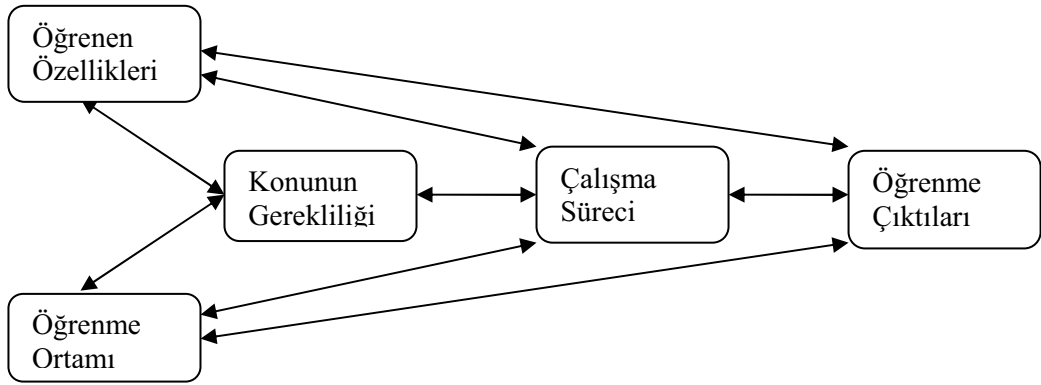 Öğrenen
Özellikleri
Konunun
Gerekliliği
Çalışma
Süreci
Öğrenme
Çıktıları
Öğrenme
Ortamı